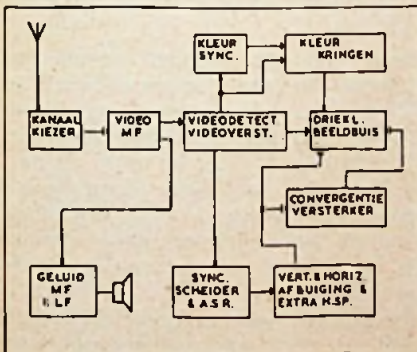 KLEUR
SYNC.
KLEUR
KRINGEN
KANAAL
KIEZER
VIDEO
MF
VIDEODETECT
VIDEOVERST.
DRIEKL.
BEELDBUIS
CONVERGENTIE
VERSTERKER
GELUID
MF
LF
SYNC.
SCHEIDER
& A.S.R.
VERT. & HORIZ.
AFBUIGING &
EXTRA H.SP.